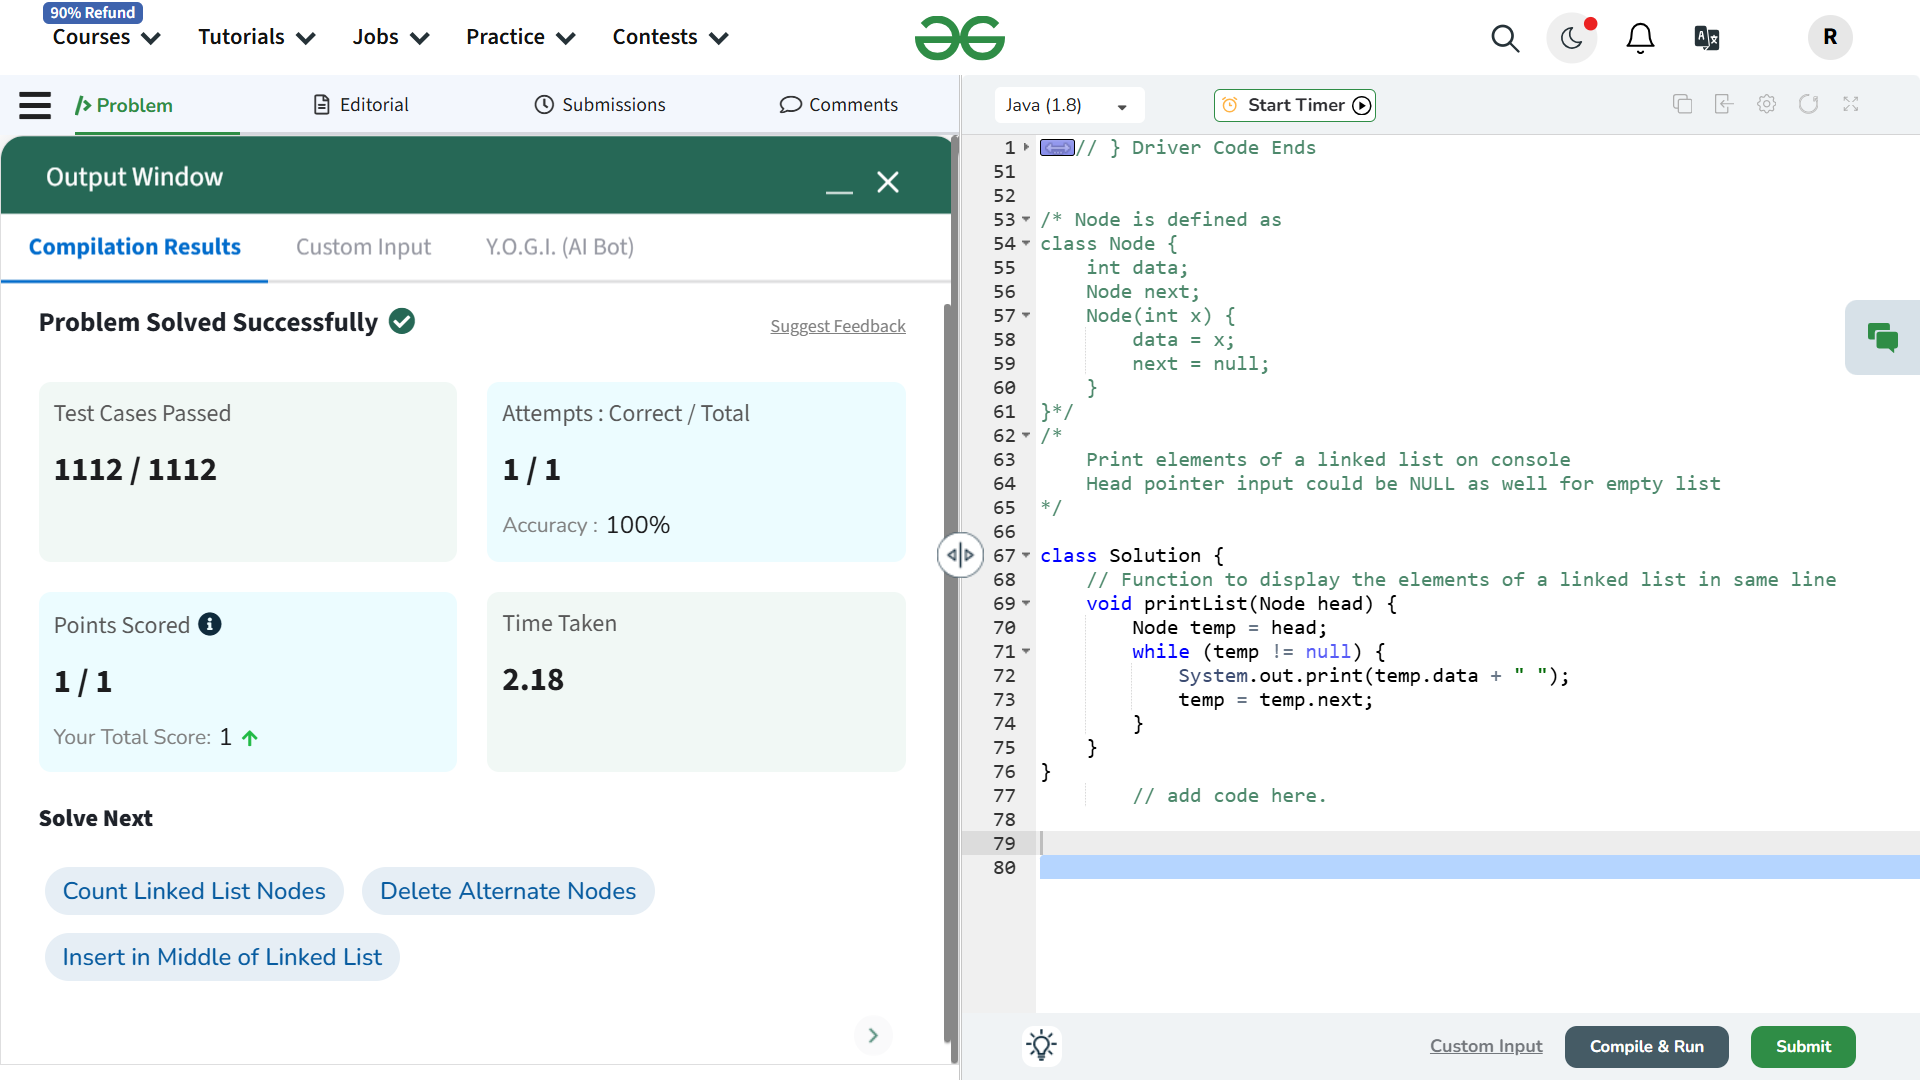 90% Refund
Courses Tutorials Jobs Practice Contests
R
Problem Editorial Submissions Comments
Java (1.8) Start Timer
Output Window
Compilation Results Custom Input Y.O.G.I. (AI Bot)
Problem Solved Successfully
Suggest Feedback
Test Cases Passed
1112 / 1112
Attempts : Correct / Total
1 / 1
Accuracy : 100%
Points Scored
1 / 1
Your Total Score: 1
Time Taken
2.18
Solve Next
Count Linked List Nodes Delete Alternate Nodes
Insert in Middle of Linked List
1 // } Driver Code Ends
51
52
53 /* Node is defined as
54 class Node {
55     int data;
56     Node next;
57     Node(int x) {
58         data = x;
59         next = null;
60     }
61 }*/
62 /*
63     Print elements of a linked list on console
64     Head pointer input could be NULL as well for empty list
65 */
66
67 class Solution {
68     // Function to display the elements of a linked list in same line
69     void printList(Node head) {
70         Node temp = head;
71         while (temp != null) {
72             System.out.print(temp.data + " ");
73             temp = temp.next;
74         }
75     }
76 }
77         // add code here.
78
79
80
Custom Input Compile & Run Submit